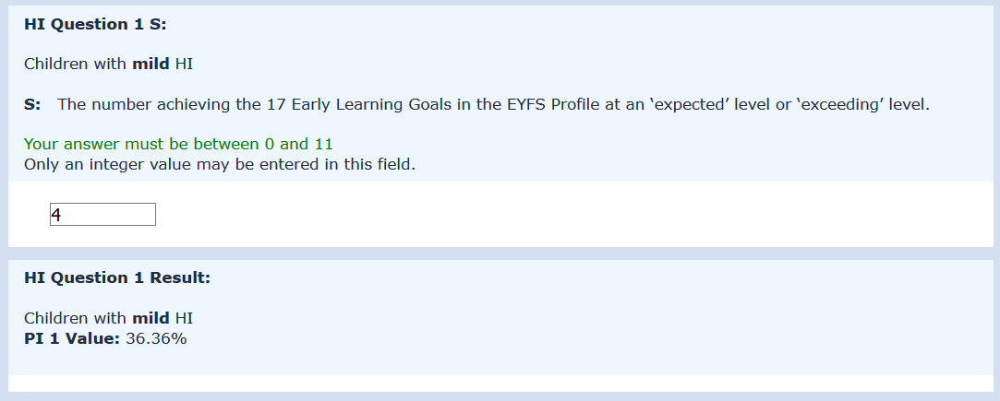 HI Question 1 S:
Children with mild HI
S: The number achieving the 17 Early Learning Goals in the EYFS Profile at an ‘expected’ level or ‘exceeding’ level.
Your answer must be between 0 and 11
Only an integer value may be entered in this field.
4
HI Question 1 Result:
Children with mild HI
PI 1 Value: 36.36%